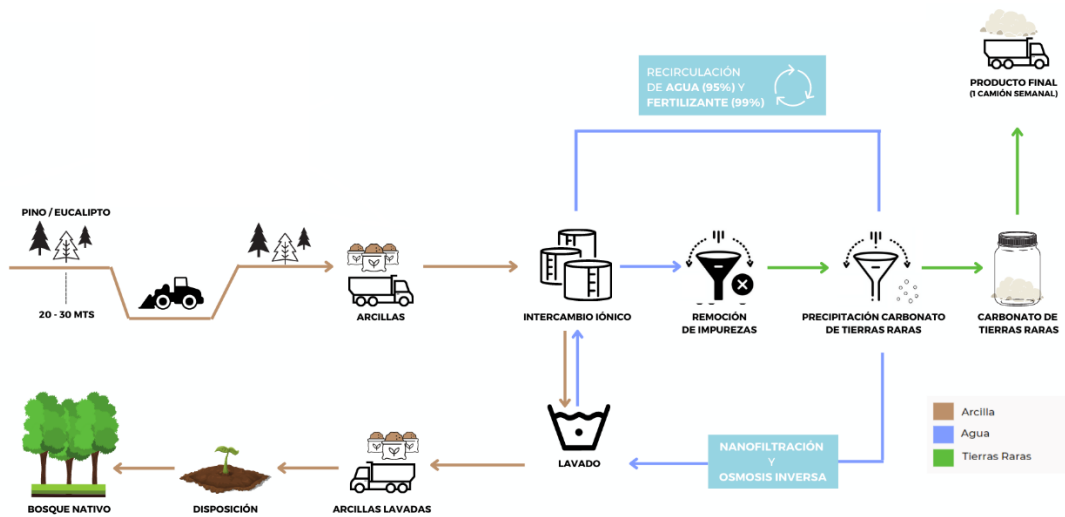 PRODUCTO FINAL
(1 CAMIÓN SEMANAL)
RECIRCULACIÓN
DE AGUA (95%) Y
FERTILIZANTE (99%)
PINO / EUCALIPTO
20 - 30 MTS
ARCILLAS
INTERCAMBIO IÓNICO
REMOCIÓN
DE IMPUREZAS
PRECIPITACIÓN CARBONATO
DE TIERRAS RARAS
CARBONATO DE
TIERRAS RARAS
Arcilla
Agua
Tierras Raras
NANOFILTRACIÓN
Y
OSMOSIS INVERSA
LAVADO
ARCILLAS LAVADAS
DISPOSICIÓN
BOSQUE NATIVO